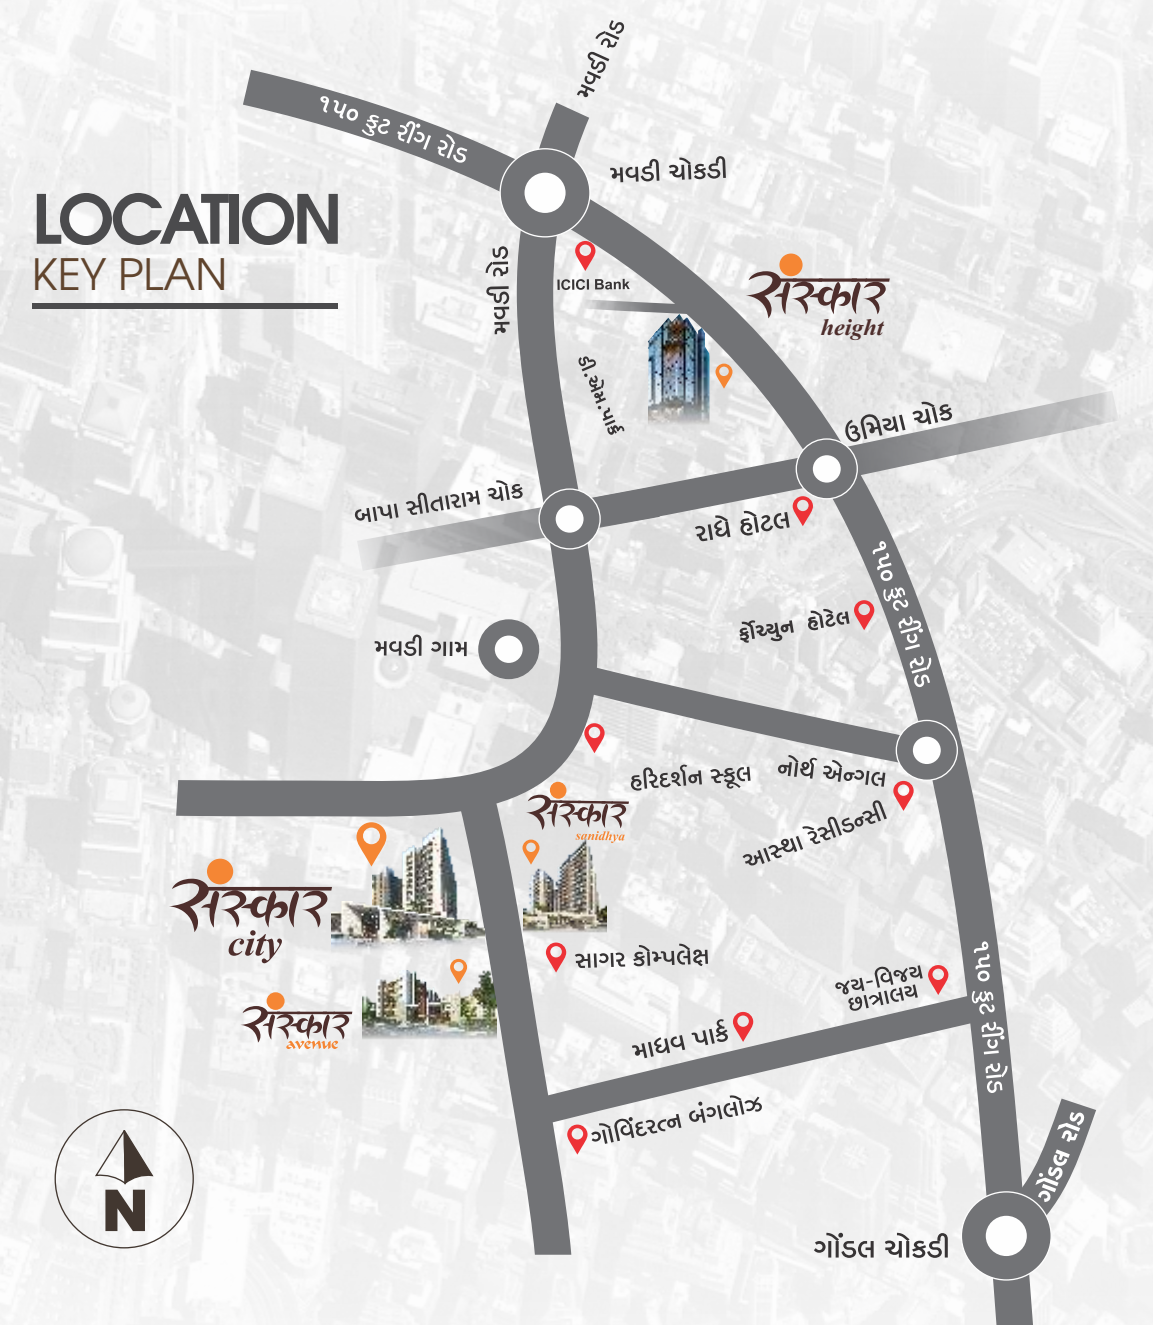 મવડી રોડ
૧૫૦ ફુટ રીંગ રોડ
મવડી ચોકડી
LOCATION
KEY PLAN
મવડી રોડ
ICICI Bank
સંસ્કાર
height
ડી.એમ.પાર્ક
ઉમિયા ચોક
બાપા સીતારામ ચોક
રાધે હોટલ
૧૫૦ ફુટ રીંગ રોડ
ર્ફોચ્યુન હોટેલ
મવડી ગામ
હરિદર્શન સ્કૂલ
નોર્થ એન્ગલ
આસ્થા રેસીડન્સી
સંસ્કાર
sanidhya
સંસ્કાર
city
સાગર કોમ્પલેક્ષ
જય-વિજય
છાત્રાલય
૧૫૦ ફુટ રીંગ રોડ
સંસ્કાર
avenue
માધવ પાર્ક
ગોવિંદરત્ન બંગલોઝ
ગોંડલ રોડ
N
ગોંડલ ચોકડી